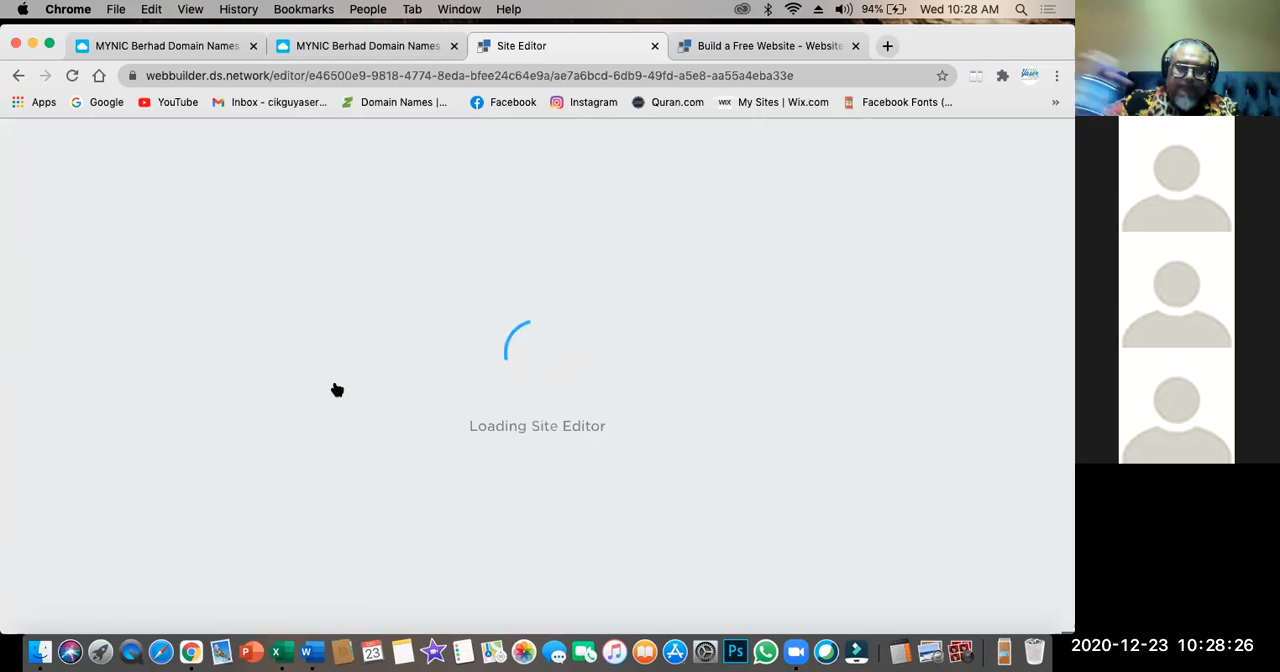 Chrome File Edit View History Bookmarks People Tab Window Help 94% Wed 10:28 AM
MYNIC Berhad Domain Names MYNIC Berhad Domain Names Site Editor Build a Free Website - Website
webbuilder.ds.network/editor/e46500e9-9818-4774-8eda-bfee24c64e9a/ae7a6bcd-6db9-49fd-a5e8-aa55a4eba33e
Apps Google YouTube Inbox - cikguyaser... Domain Names |... Facebook Instagram Quran.com WIX My Sites | Wix.com Facebook Fonts (... »
Loading Site Editor
23 Ps
2020-12-23 10:28:26